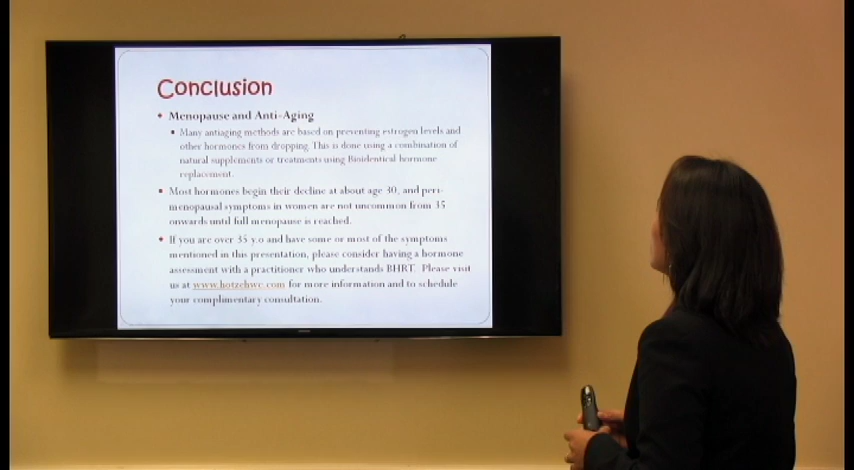 Conclusion
Menopause and Anti-Aging
Many antiaging methods are based on preventing estrogen levels and
other hormones from dropping. This is done using a combination of
natural supplements or treatments using Bioidentical hormone
replacement.
Most hormones begin their decline at about age 30, and peri-
menopausal symptoms in women are not uncommon from 35
onwards until full menopause is reached.
If you are over 35 y.o and have some or most of the symptoms
mentioned in this presentation, please consider having a hormone
assessment with a practitioner who understands BHRT. Please visit
us at www.hotzehwc.com for more information and to schedule
your complimentary consultation.